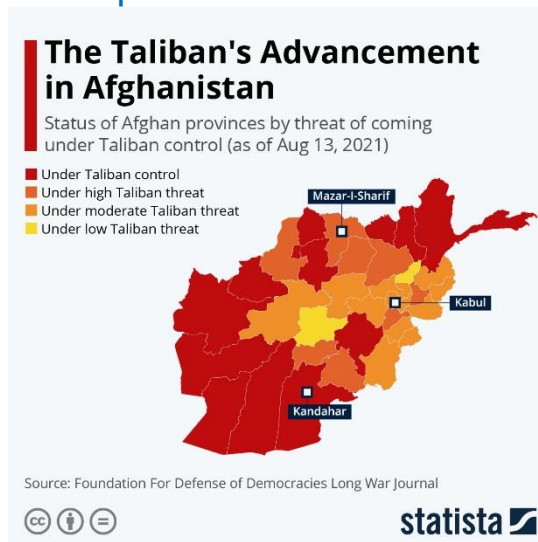 The Taliban's Advancement
in Afghanistan
Status of Afghan provinces by threat of coming
under Taliban control (as of Aug 13, 2021)
Under Taliban control
Under high Taliban threat
Under moderate Taliban threat
Under low Taliban threat
Mazar-I-Sharif
Kabul
Kandahar
Source: Foundation For Defense of Democracies Long War Journal
cc
statista